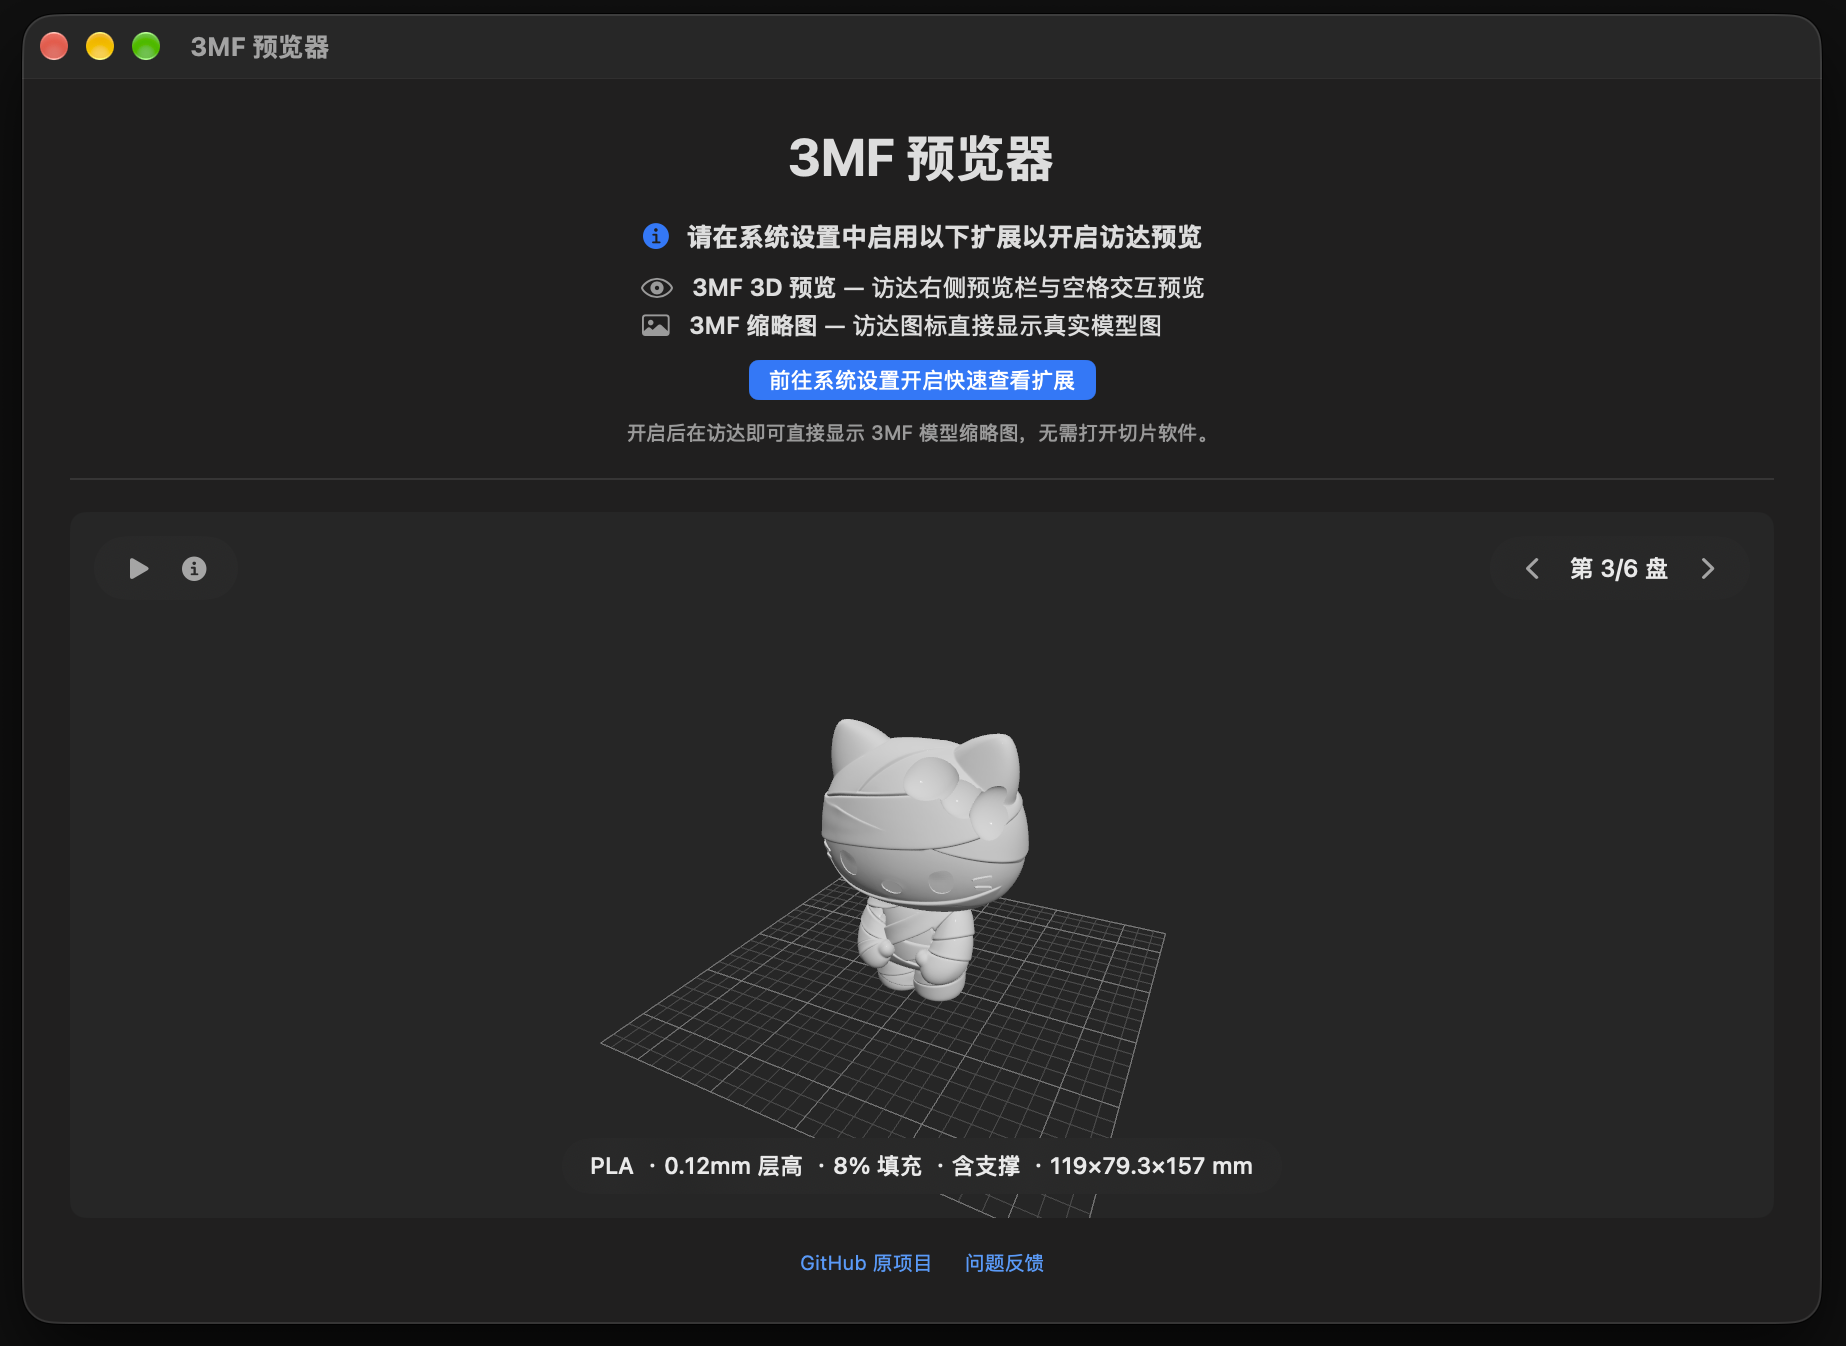 3MF 预览器
3MF 预览器
请在系统设置中启用以下扩展以开启访达预览
3MF 3D 预览 — 访达右侧预览栏与空格交互预览
3MF 缩略图 — 访达图标直接显示真实模型图
前往系统设置开启快速查看扩展
开启后在访达即可直接显示 3MF 模型缩略图，无需打开切片软件。
第 3/6 盘
PLA · 0.12mm 层高 · 8% 填充 · 含支撑 · 119×79.3×157 mm
GitHub 原项目 问题反馈